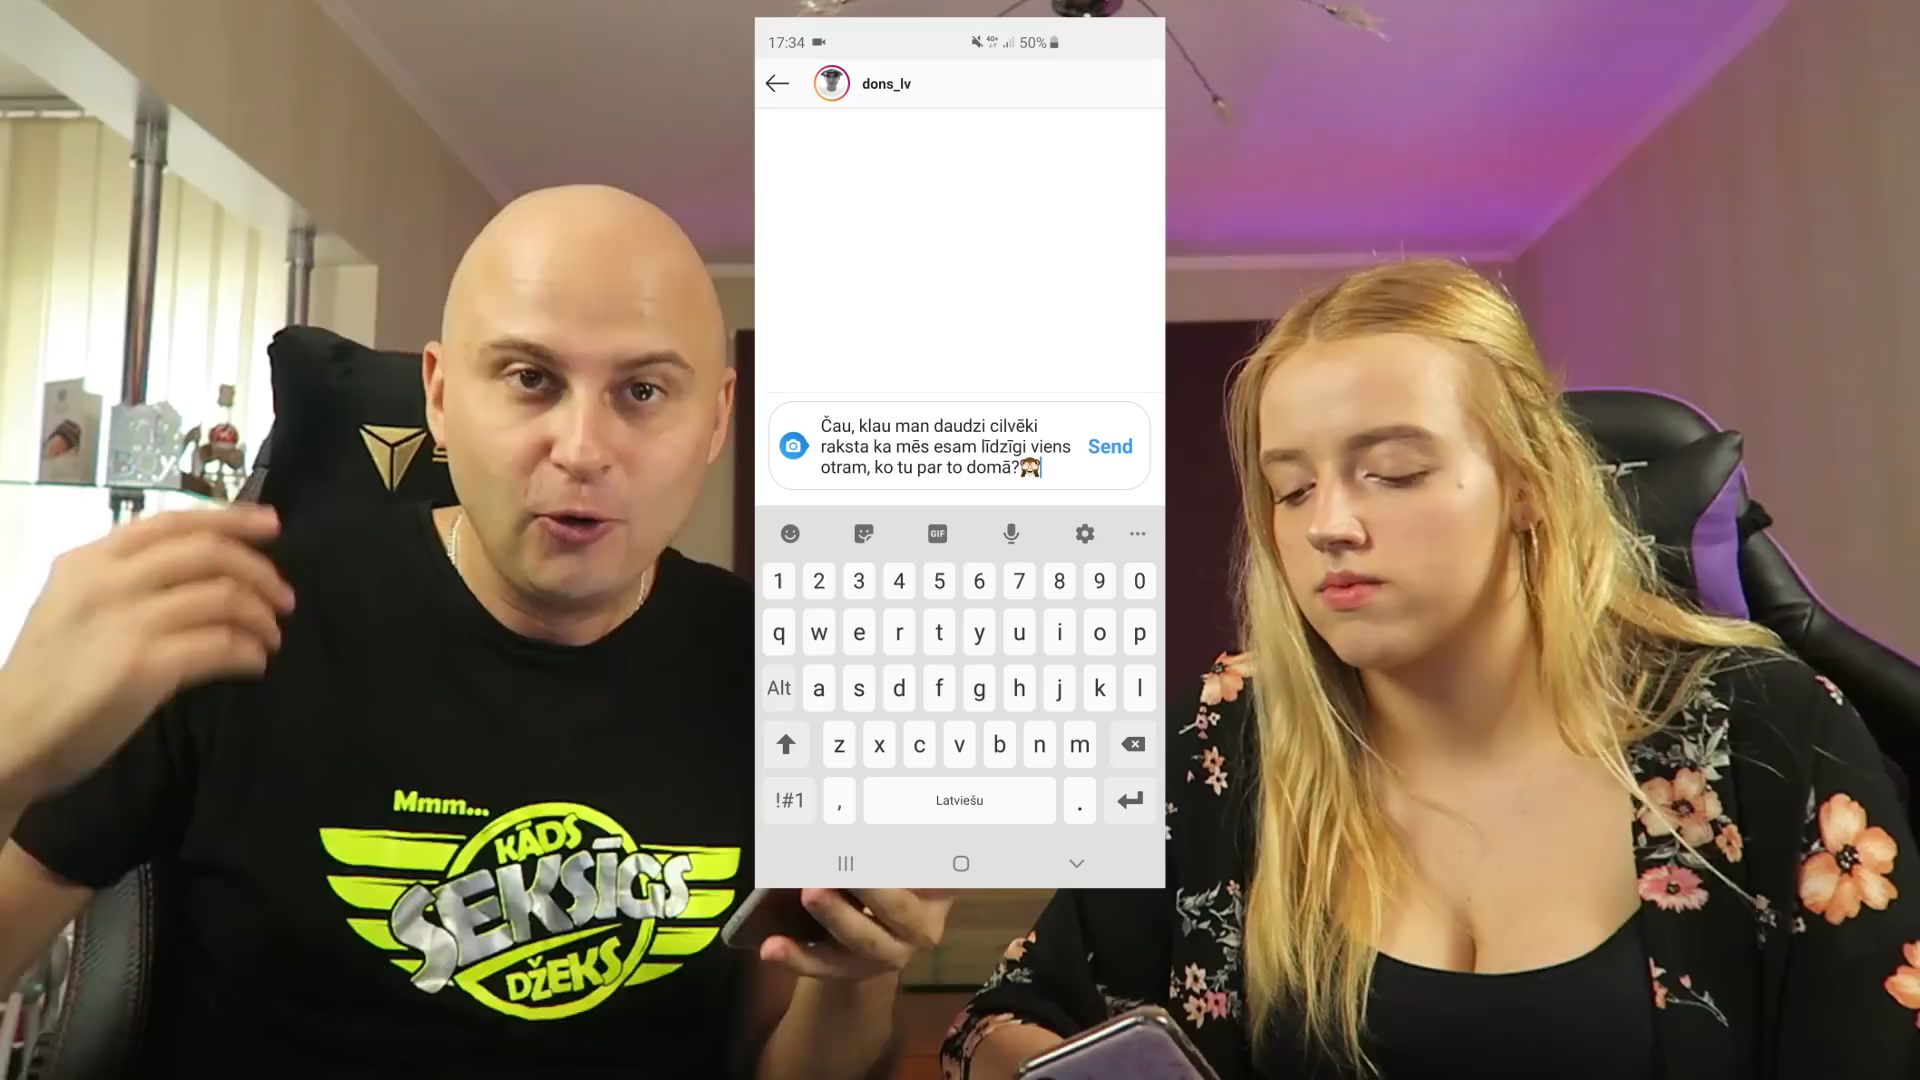 17:34
4G+
50%
dons_lv
Čau, klau man daudzi cilvēki
raksta ka mēs esam līdzīgi viens
otram, ko tu par to domā?🙈
Send
GIF
1 2 3 4 5 6 7 8 9 0
q w e r t y u i o p
Alt a s d f g h j k l
z x c v b n m
!#1 , Latviešu .
Mmm...
KĀDS
SEKSĪGS
DŽEKS